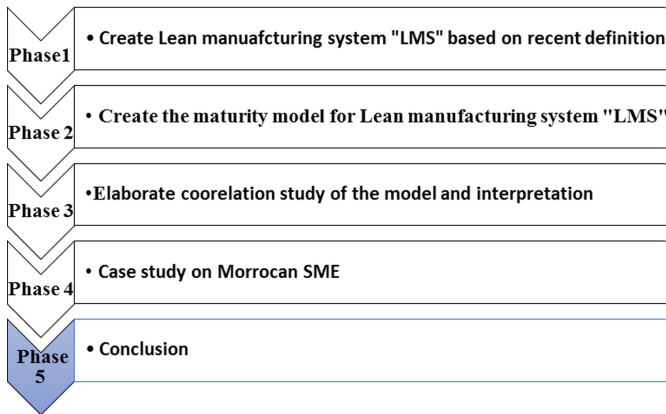 Phase1
• Create Lean manuafcturing system "LMS" based on recent definition
Phase 2
• Create the maturity model for Lean manufacturing system "LMS"
Phase 3
•Elaborate coorelation study of the model and interpretation
Phase 4
• Case study on Morrocan SME
Phase
5
• Conclusion